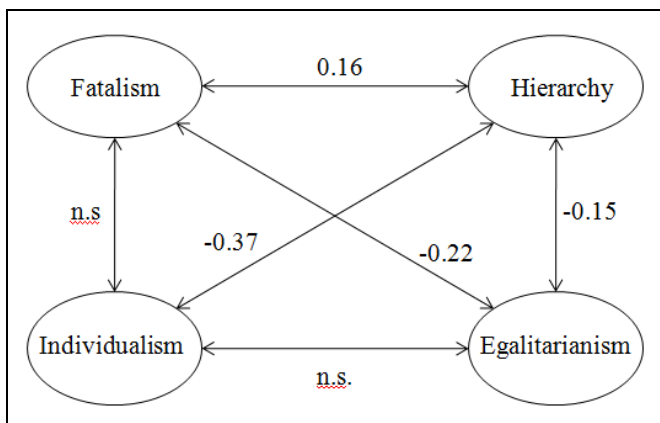 0.16
Fatalism
Hierarchy
n.s
-0.37
-0.22
-0.15
Individualism
Egalitarianism
n.s.